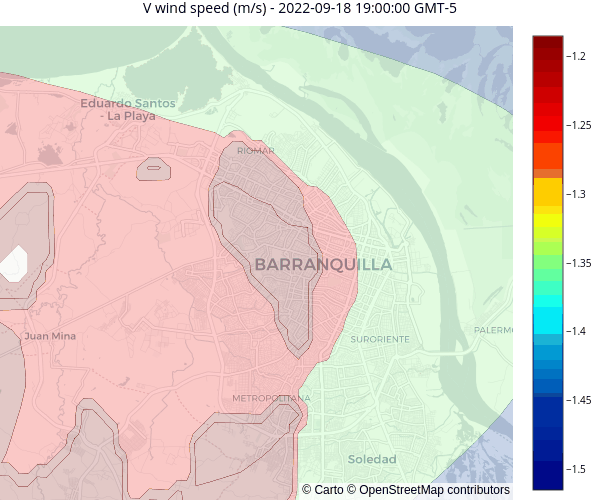 V wind speed (m/s) - 2022-09-18 19:00:00 GMT-5
Eduardo Santos
- La Playa
RIOMAR
BARRANQUILLA
Juan Mina
SURORIENTE
PALERMO
METROPOLITANA
Soledad
© Carto © OpenStreetMap contributors
−1.2
−1.25
−1.3
−1.35
−1.4
−1.45
−1.5